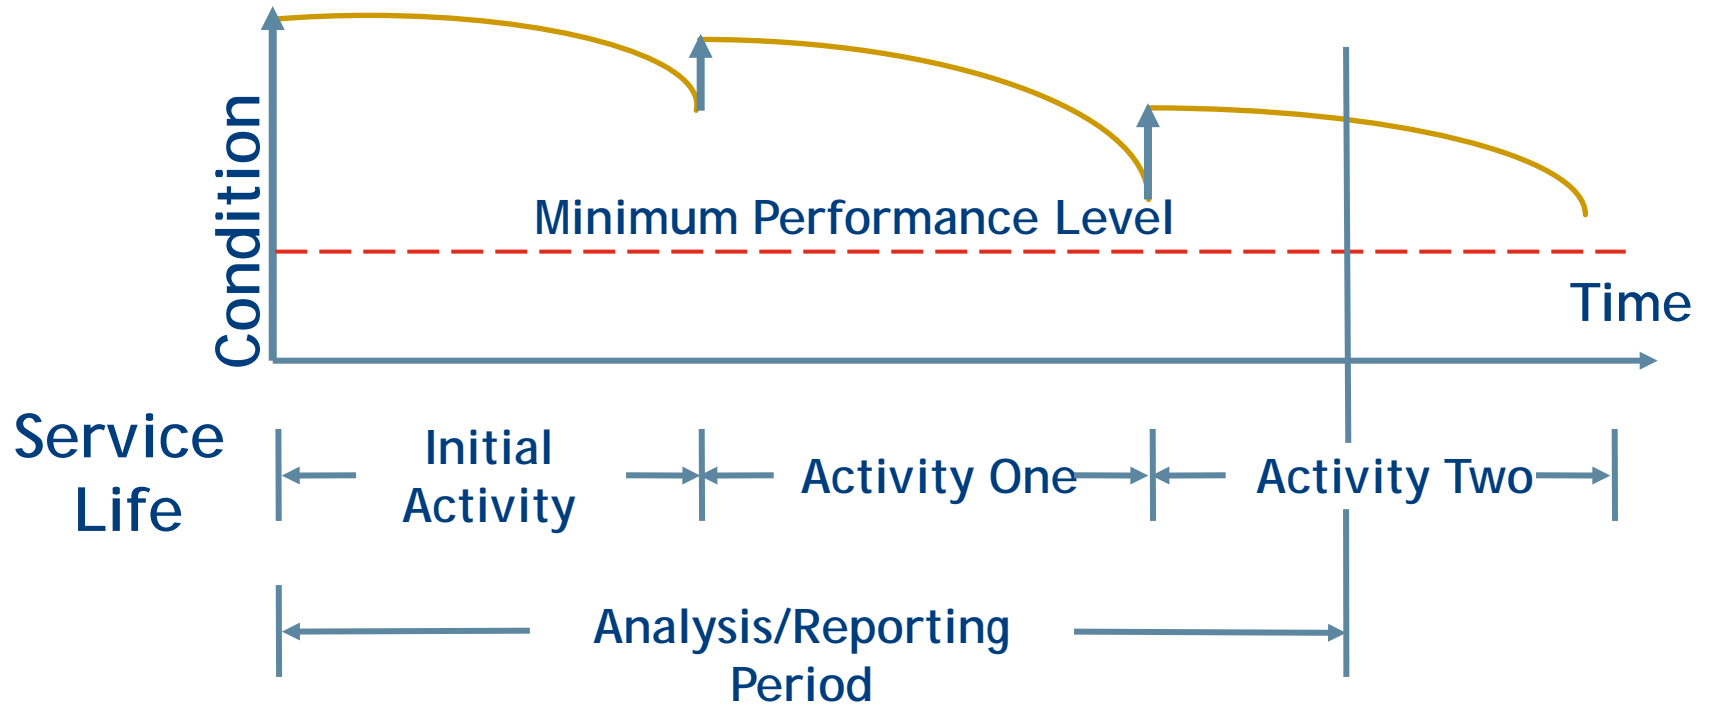 Condition
Minimum Performance Level
Time
Service
Life
Initial
Activity
Activity One
Activity Two
Analysis/Reporting
Period